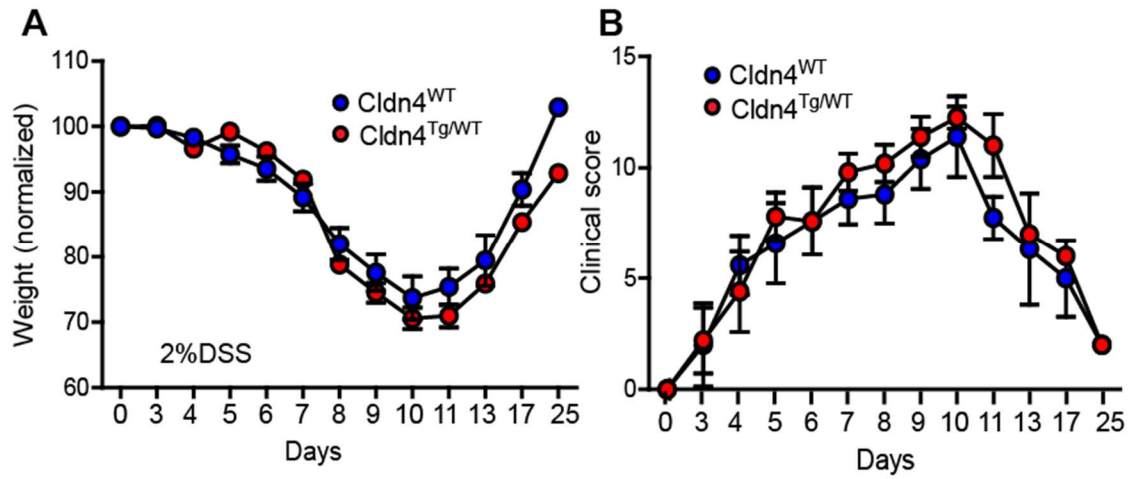 A
Weight (normalized)
110
100
90
80
70
60
Cldn4WT
Cldn4Tg/WT
2%DSS
0 3 4 5 6 7 8 9 10 11 13 17 25
Days
B
Clinical score
15
10
5
0
Cldn4WT
Cldn4Tg/WT
0 3 4 5 6 7 8 9 10 11 13 17 25
Days